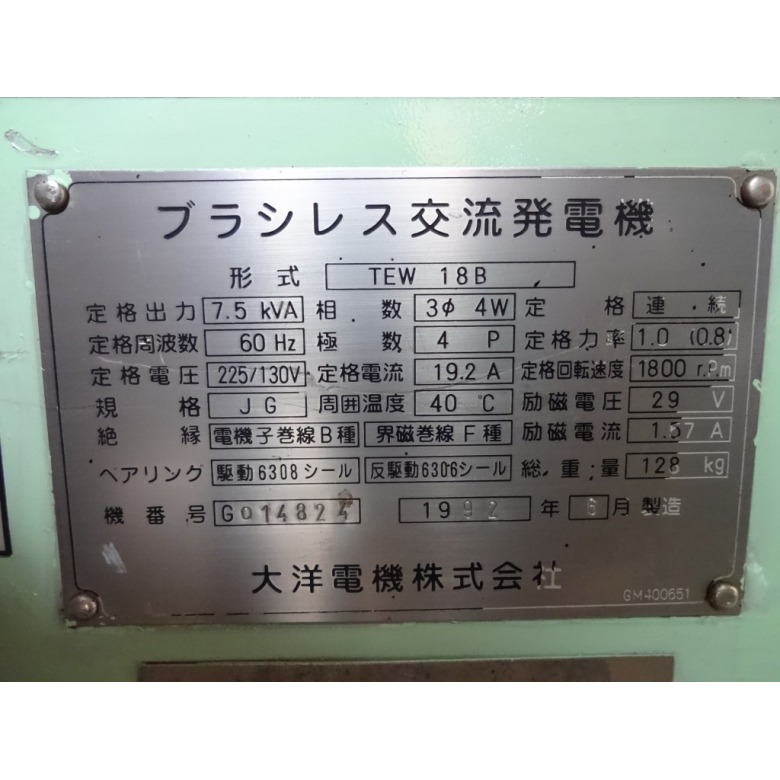 ブラシレス交流発電機
形式 TEW 18B
定格出力 7.5 kVA 相数 3φ 4W 定格 連続
定格周波数 60 Hz 極数 4 P 定格力率 1.0 (0.8)
定格電圧 225/130V 定格電流 19.2 A 定格回転速度 1800 r.P.m
規格 JG 周囲温度 40 ℃ 励磁電圧 29 V
絶縁 電機子巻線B種 界磁巻線F種 励磁電流 1.57 A
ベアリング 駆動6308シール 反駆動6306シール 総重量 128 kg
機番号 G014824 1992 年 6 月製造
大洋電機株式会社
GM400651